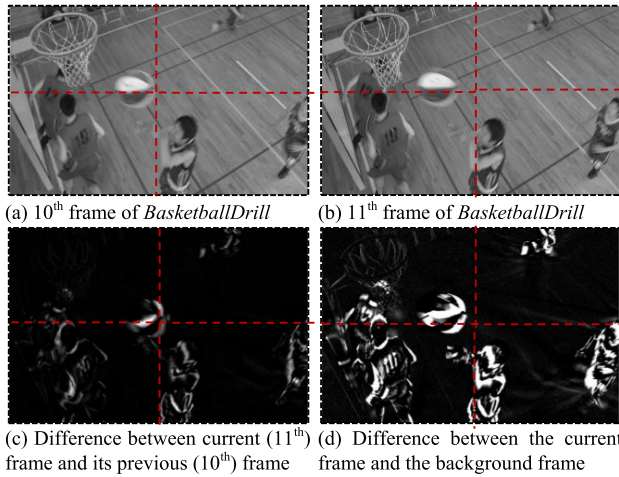 (a) 10th frame of BasketballDrill
(b) 11th frame of BasketballDrill
(c) Difference between current (11th) frame and its previous (10th) frame
(d) Difference between the current frame and the background frame